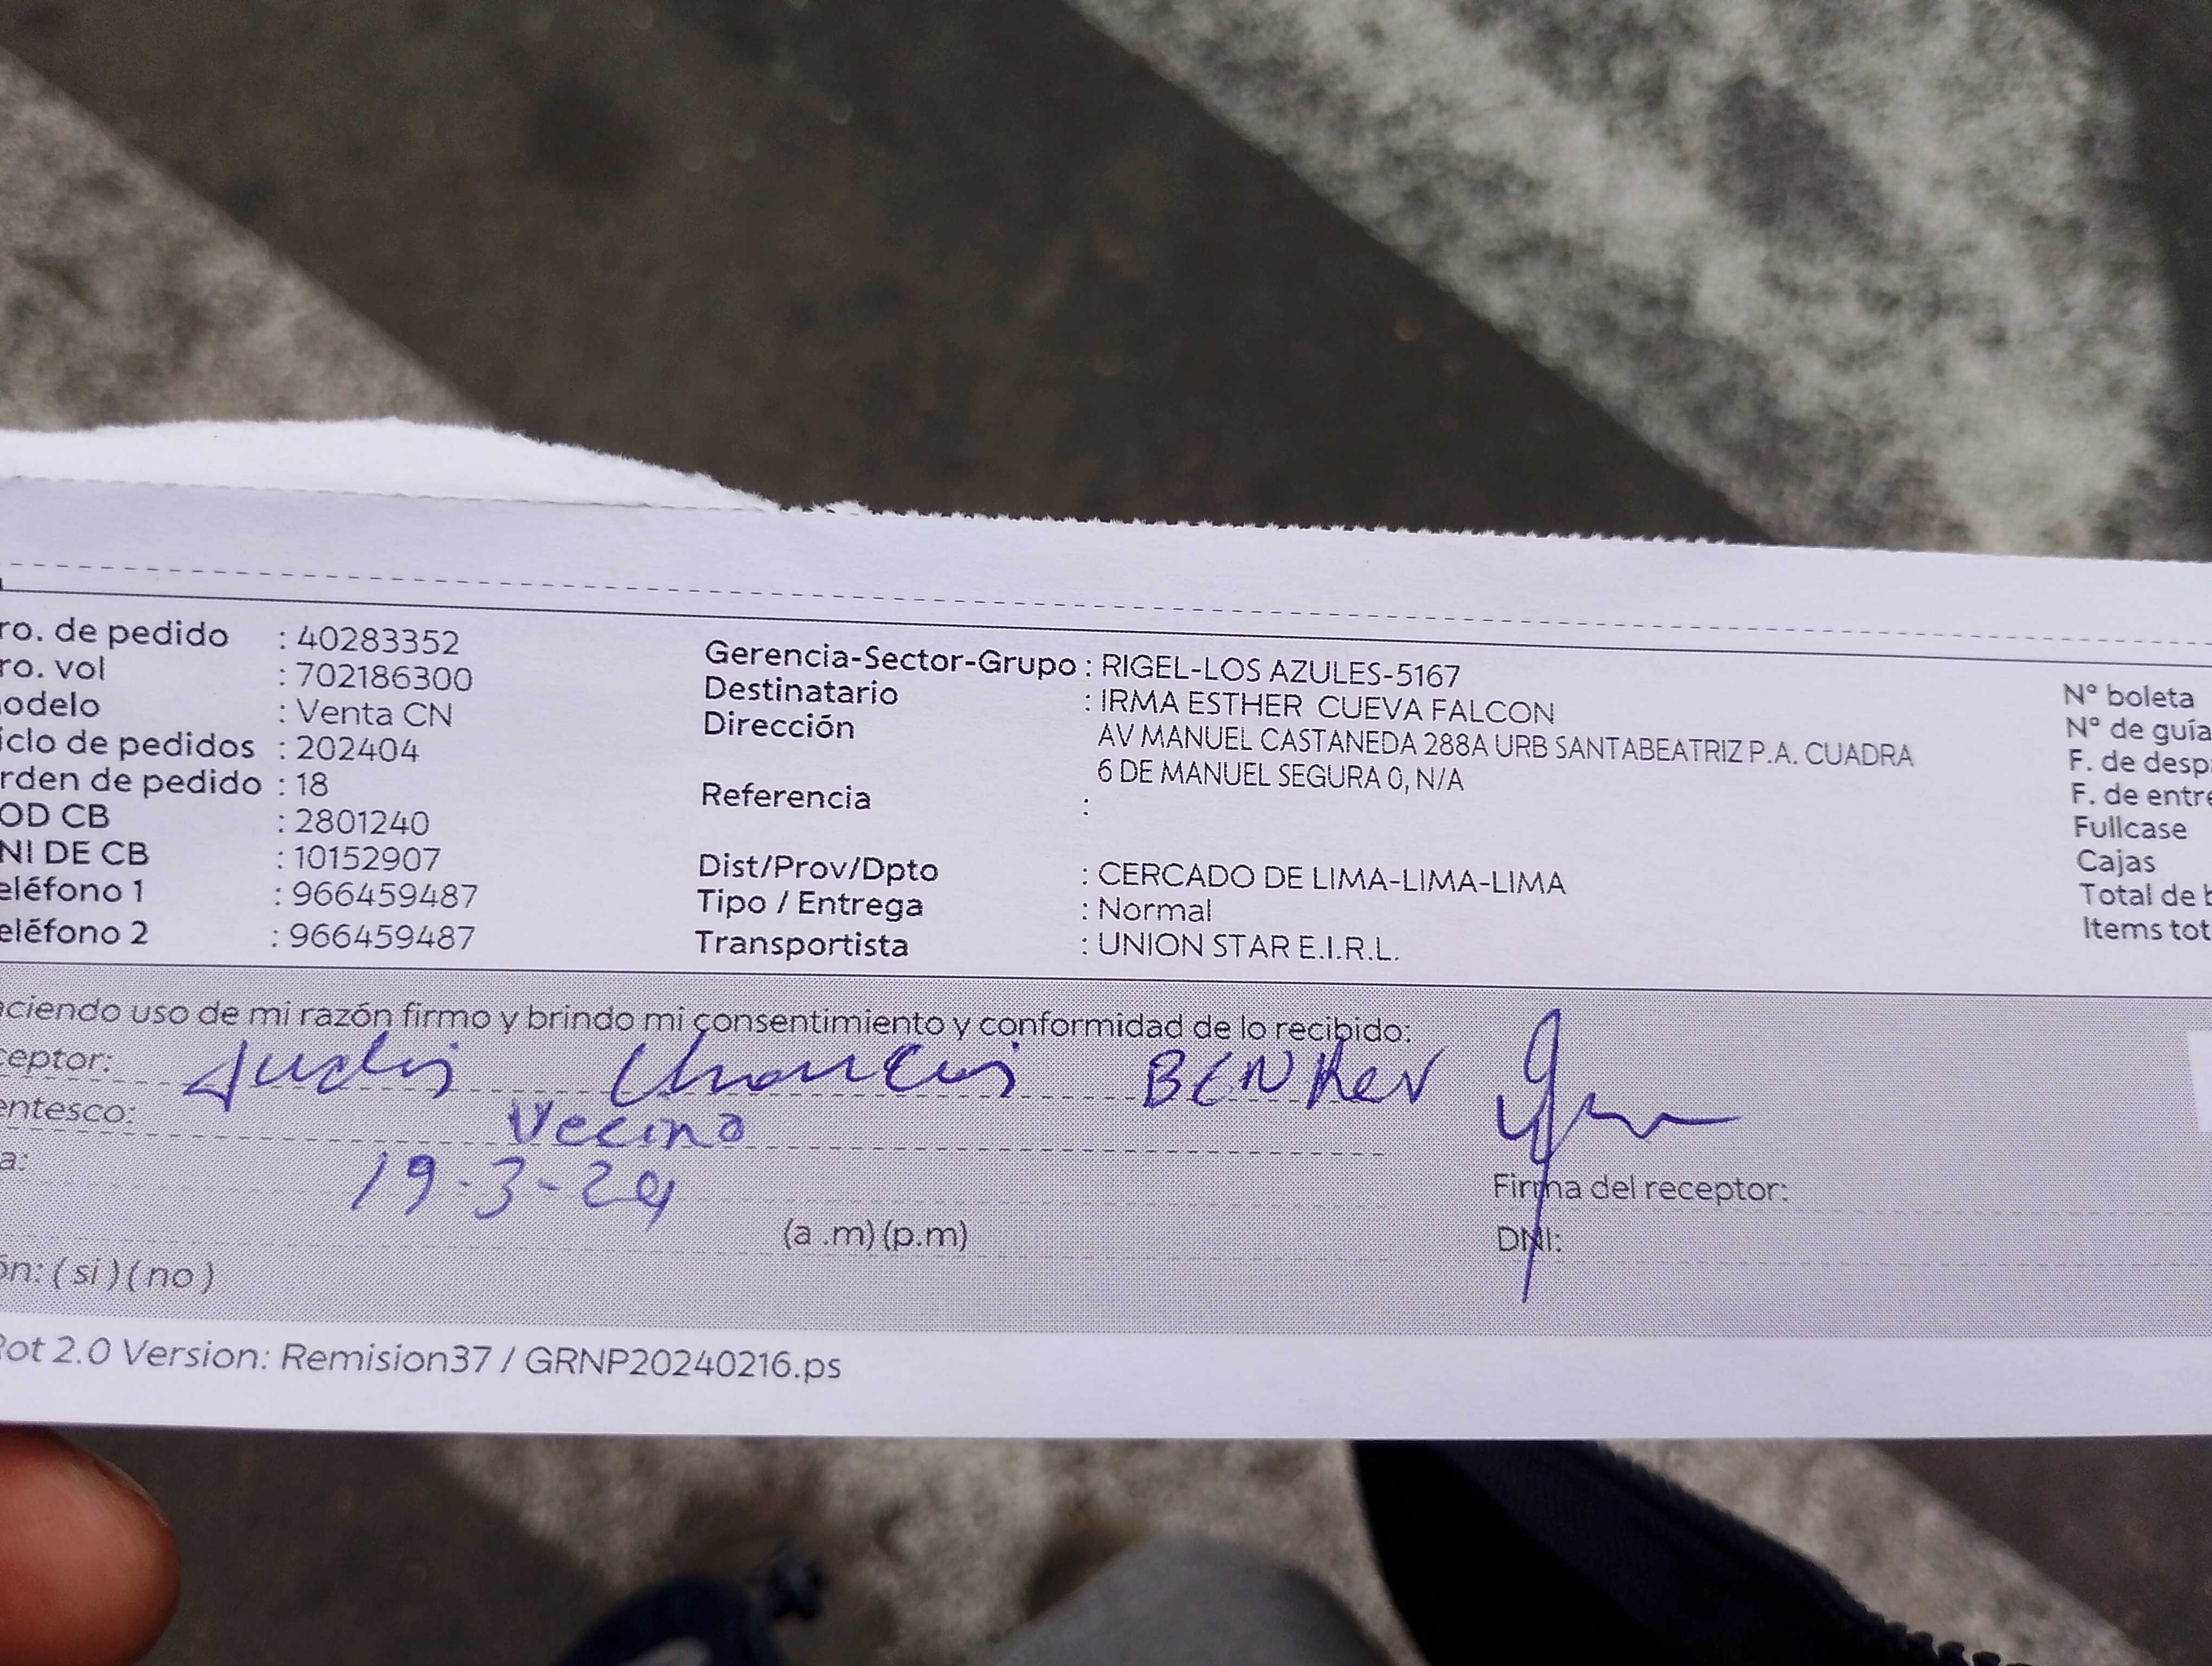 ro. de pedido : 40283352
ro. vol : 702186300
odelo : Venta CN
iclo de pedidos : 202404
rden de pedido : 18
OD CB : 2801240
NI DE CB : 10152907
eléfono 1 : 966459487
eléfono 2 : 966459487
Gerencia-Sector-Grupo : RIGEL-LOS AZULES-5167
Destinatario : IRMA ESTHER CUEVA FALCON
Dirección AV MANUEL CASTANEDA 288A URB SANTABEATRIZ P.A. CUADRA
6 DE MANUEL SEGURA 0, N/A
Referencia :
Dist/Prov/Dpto : CERCADO DE LIMA-LIMA-LIMA
Tipo / Entrega : Normal
Transportista : UNION STAR E.I.R.L.
N° boleta
N° de guía
F. de desp
F. de entre
Fullcase
Cajas
Total de b
Items tot
aciendo uso de mi razón firmo y brindo mi consentimiento y conformidad de lo recibido:
ceptor:
entesco: Vecino
a: 19-3-24
(a .m) (p.m)
ón: ( si ) ( no )
Firma del receptor:
DNI:
Rot 2.0 Version: Remision37 / GRNP20240216.ps